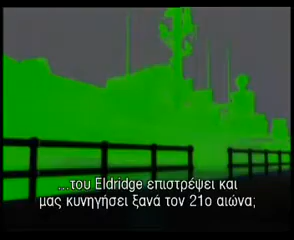 ...του Eldridge επιστρέψει και
μας κυνηγήσει ξανά τον 21ο αιώνα;